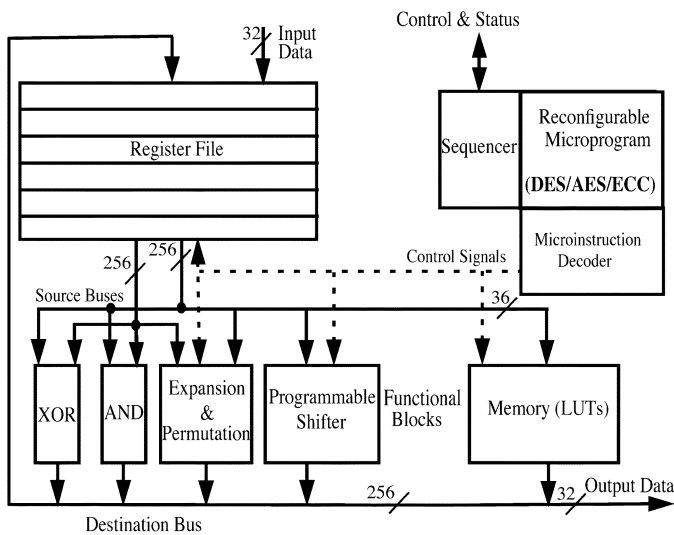 Control & Status
32
Input
Data
Register File
Sequencer
Reconfigurable
Microprogram
(DES/AES/ECC)
Microinstruction
Decoder
256
256
Control Signals
Source Buses
36
XOR
AND
Expansion
&
Permutation
Programmable
Shifter
Functional
Blocks
Memory (LUTs)
256
32
Output Data
Destination Bus